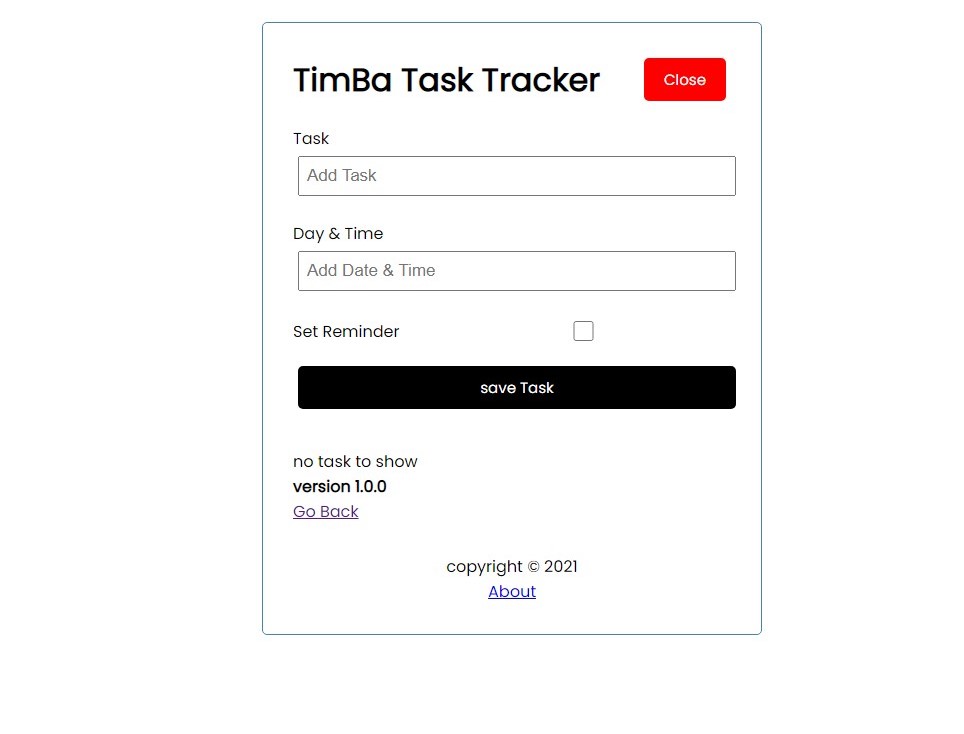 TimBa Task Tracker
Close
Task
Add Task
Day & Time
Add Date & Time
Set Reminder
save Task
no task to show
version 1.0.0
Go Back
copyright © 2021
About